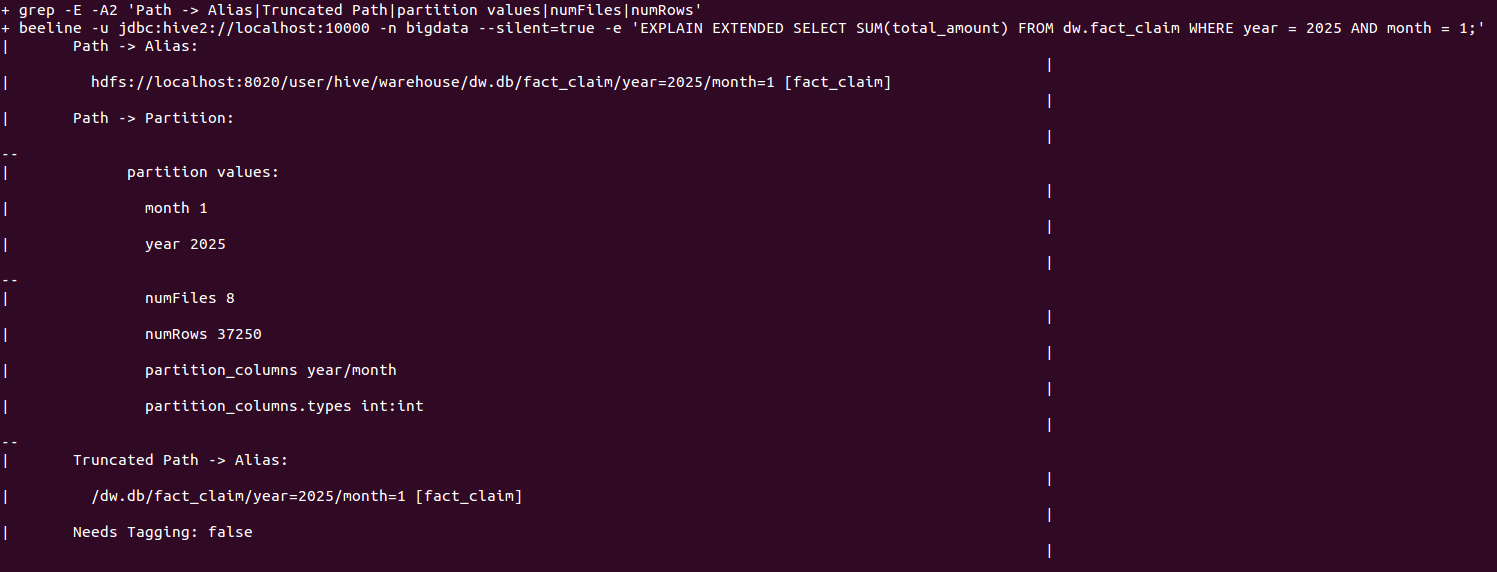 + grep -E -A2 'Path -> Alias|Truncated Path|partition values|numFiles|numRows'
+ beeline -u jdbc:hive2://localhost:10000 -n bigdata --silent=true -e 'EXPLAIN EXTENDED SELECT SUM(total_amount) FROM dw.fact_claim WHERE year = 2025 AND month = 1;'
|       Path -> Alias:
|
|         hdfs://localhost:8020/user/hive/warehouse/dw.db/fact_claim/year=2025/month=1 [fact_claim]
|
|       Path -> Partition:
|
--
|             partition values:
|
|               month 1
|
|               year 2025
|
--
|               numFiles 8
|
|               numRows 37250
|
|               partition_columns year/month
|
|               partition_columns.types int:int
|
--
|       Truncated Path -> Alias:
|
|         /dw.db/fact_claim/year=2025/month=1 [fact_claim]
|
|       Needs Tagging: false
|